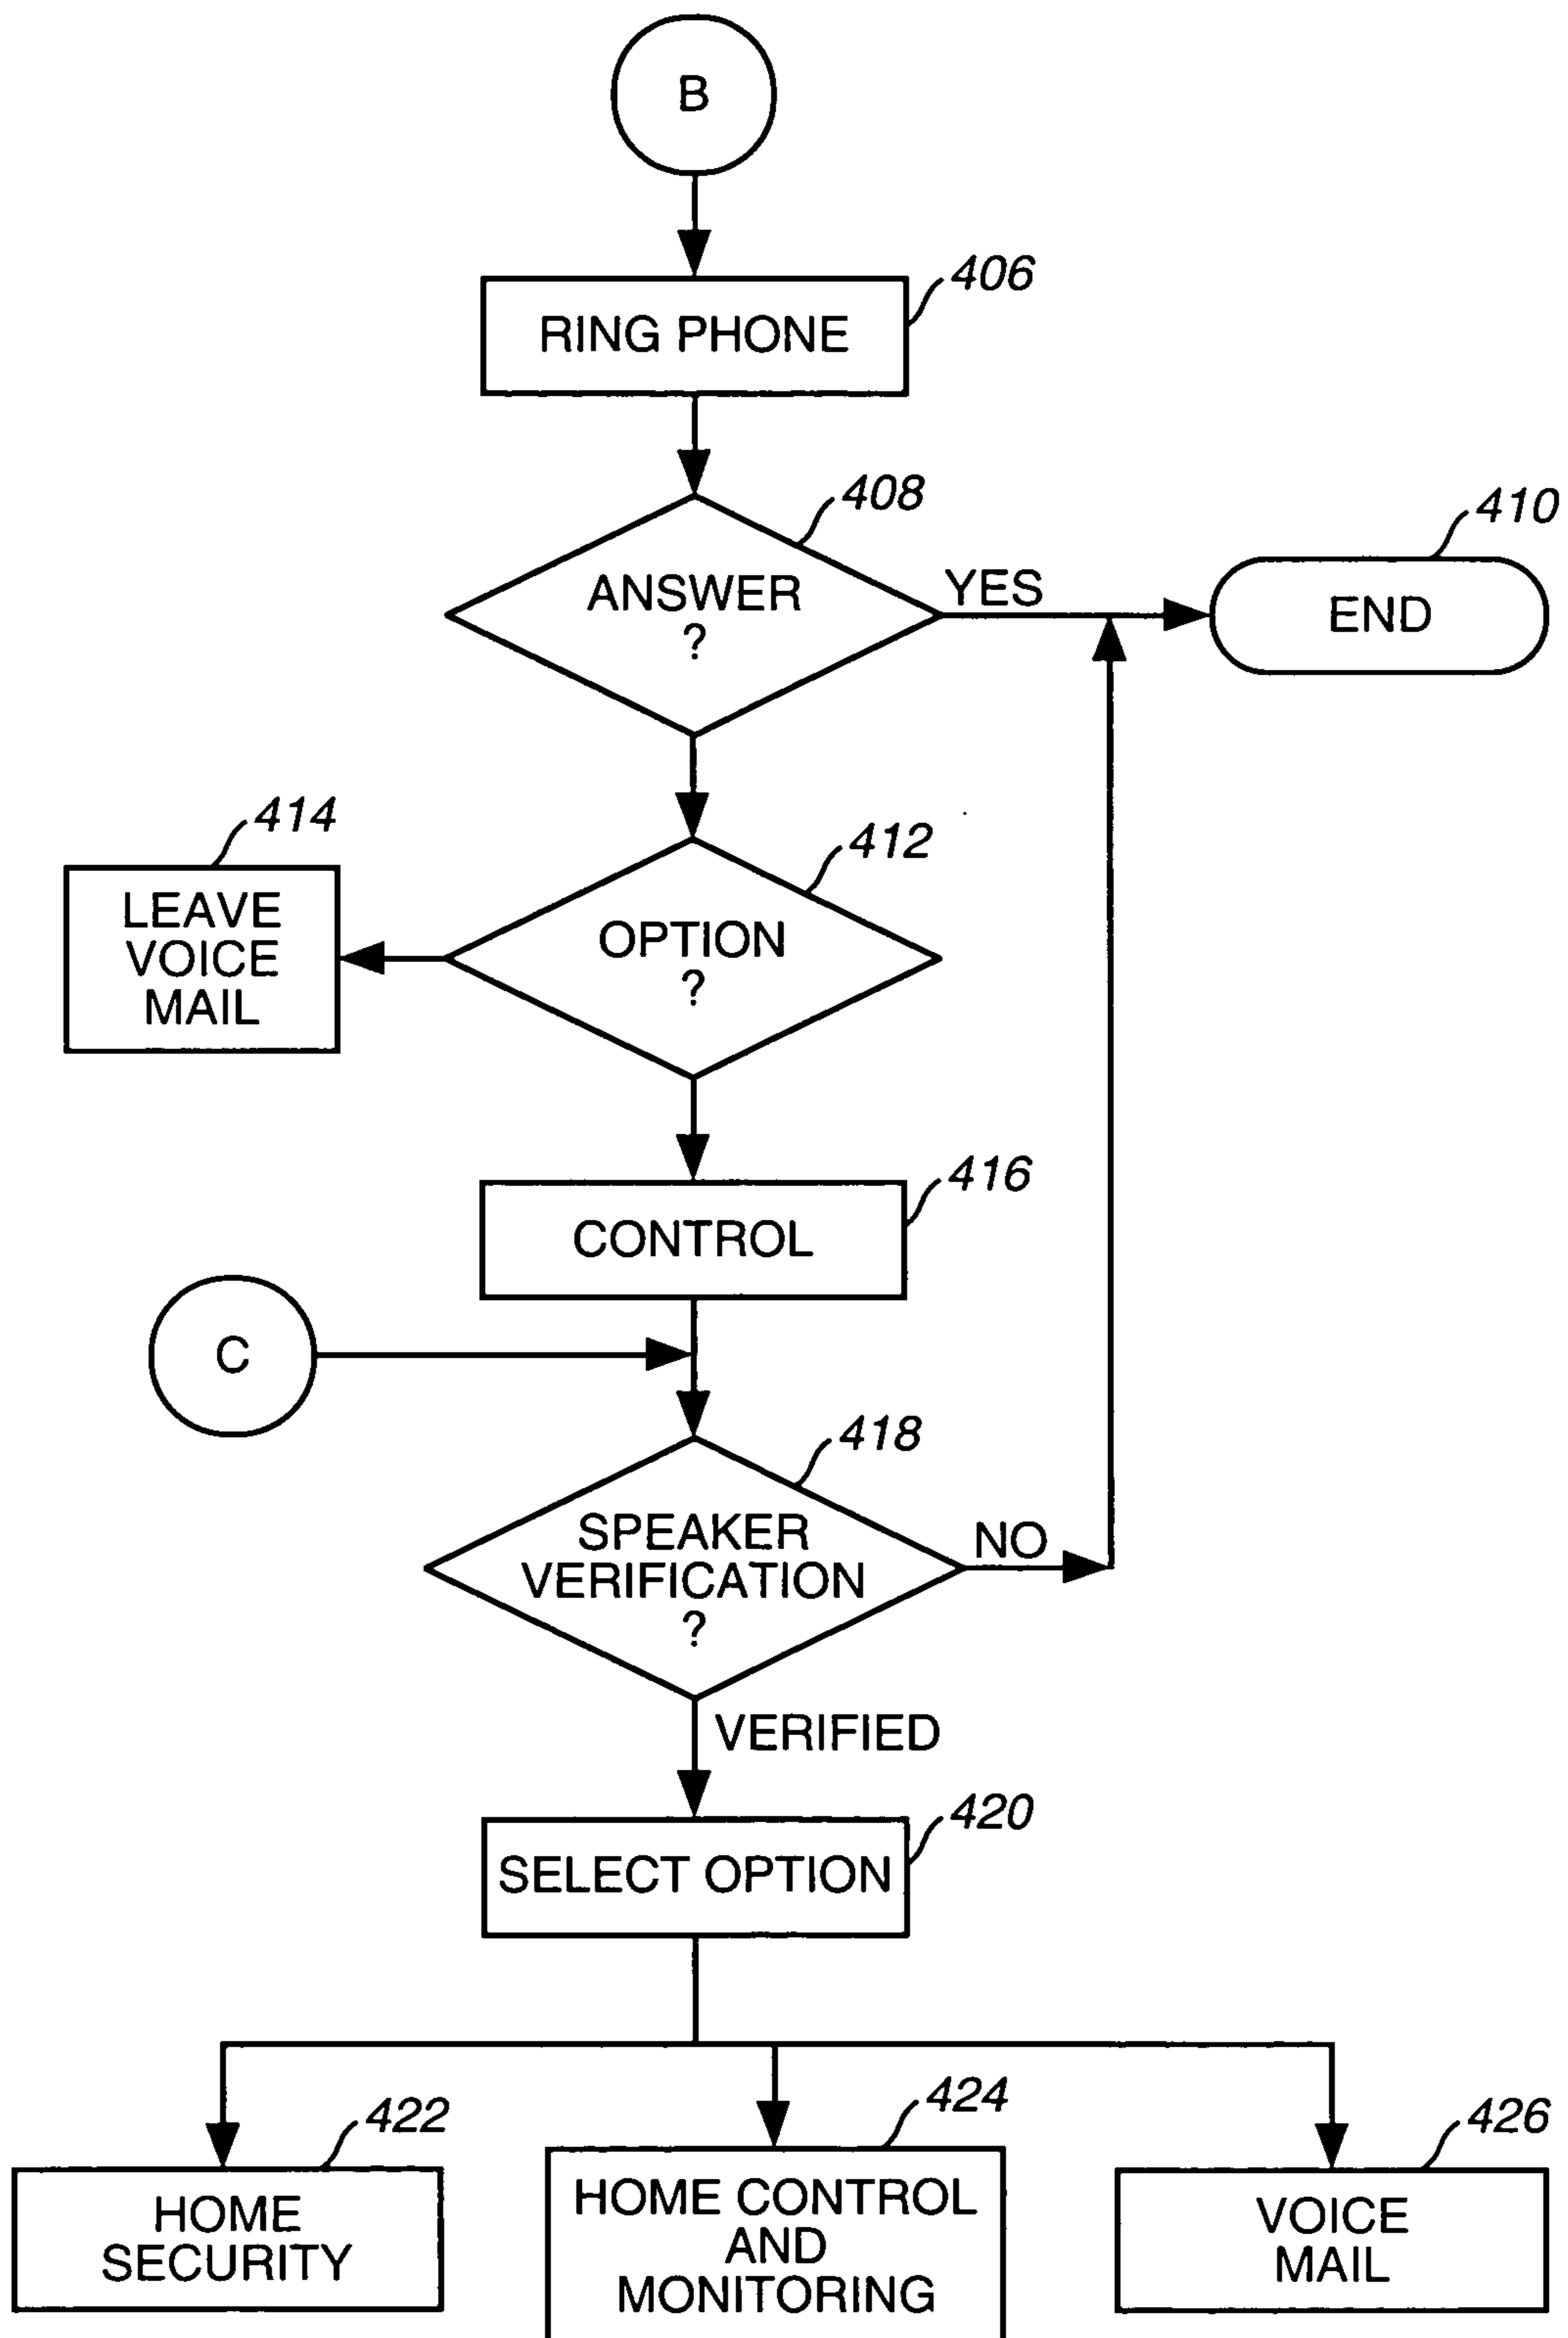 B
406
RING PHONE
408
ANSWER
?
YES
410
END
414
LEAVE
VOICE
MAIL
412
OPTION
?
416
CONTROL
C
418
SPEAKER
VERIFICATION
?
NO
VERIFIED
420
SELECT OPTION
422
HOME
SECURITY
424
HOME CONTROL
AND
MONITORING
426
VOICE
MAIL